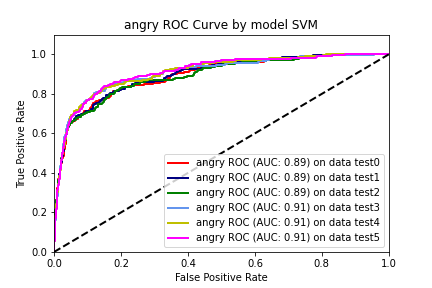 angry ROC Curve by model SVM
True Positive Rate
1.0
0.8
0.6
0.4
0.2
0.0
angry ROC (AUC: 0.89) on data test0
angry ROC (AUC: 0.89) on data test1
angry ROC (AUC: 0.89) on data test2
angry ROC (AUC: 0.91) on data test3
angry ROC (AUC: 0.91) on data test4
angry ROC (AUC: 0.91) on data test5
0.0 0.2 0.4 0.6 0.8 1.0
False Positive Rate